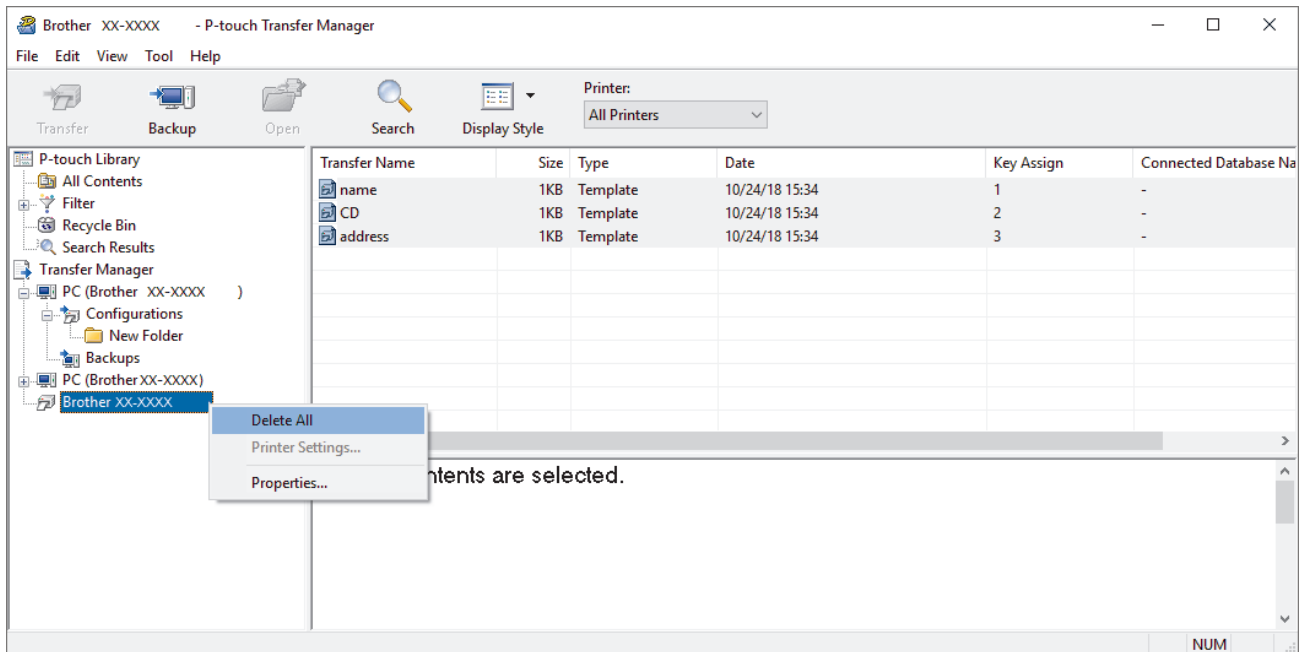 Brother XX-XXXX - P-touch Transfer Manager
File Edit View Tool Help
Transfer Backup Open Search Display Style
Printer:
All Printers
P-touch Library
All Contents
Filter
Recycle Bin
Search Results
Transfer Manager
PC (Brother XX-XXXX )
Configurations
New Folder
Backups
PC (Brother XX-XXXX)
Brother XX-XXXX
Transfer Name Size Type Date Key Assign Connected Database Na
name 1KB Template 10/24/18 15:34 1 -
CD 1KB Template 10/24/18 15:34 2 -
address 1KB Template 10/24/18 15:34 3 -
Delete All
Printer Settings...
Properties...
ntents are selected.
NUM